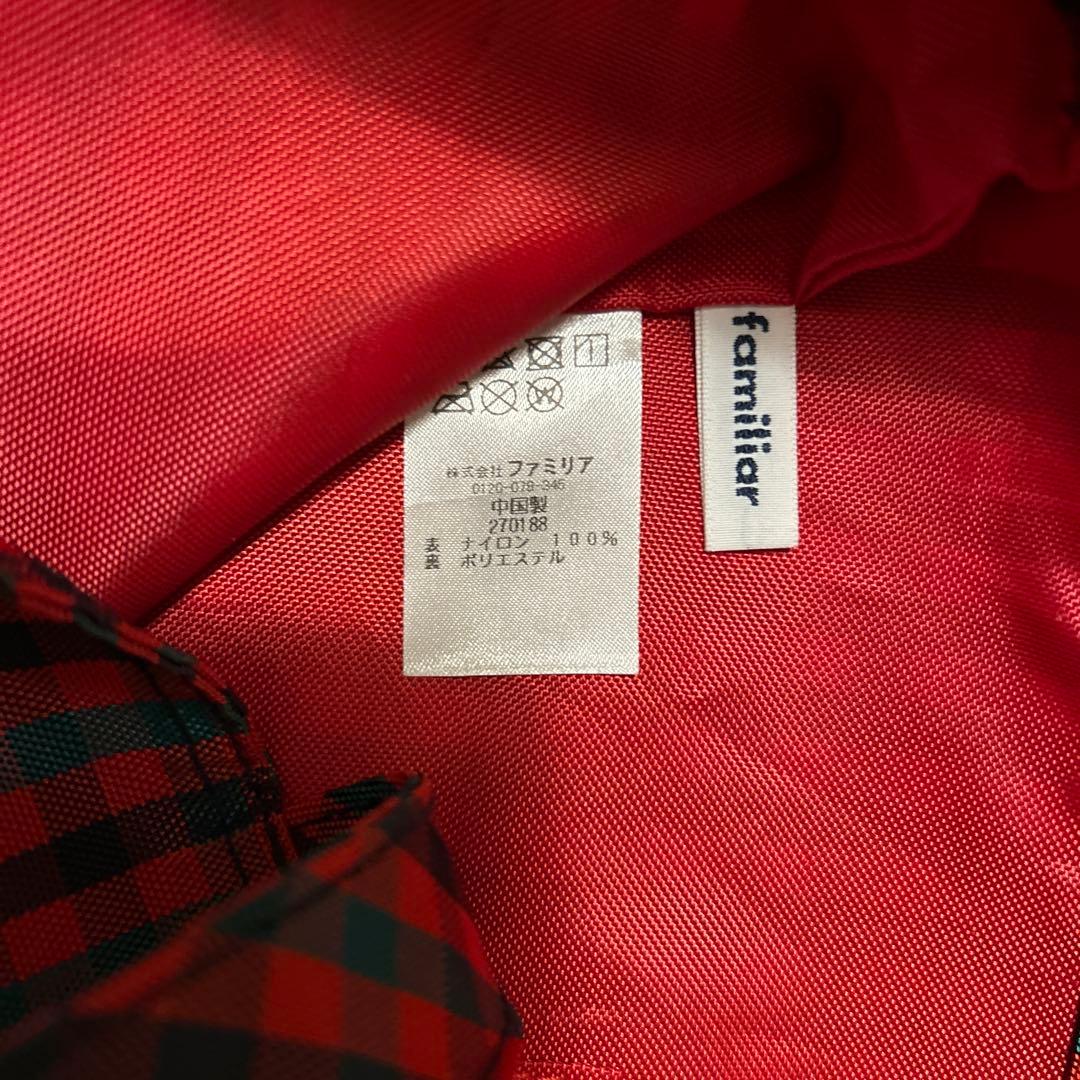 株式会社ファミリア
0120-078-345
中国製
270188
表 ナイロン 100%
裏 ポリエステル
familiar